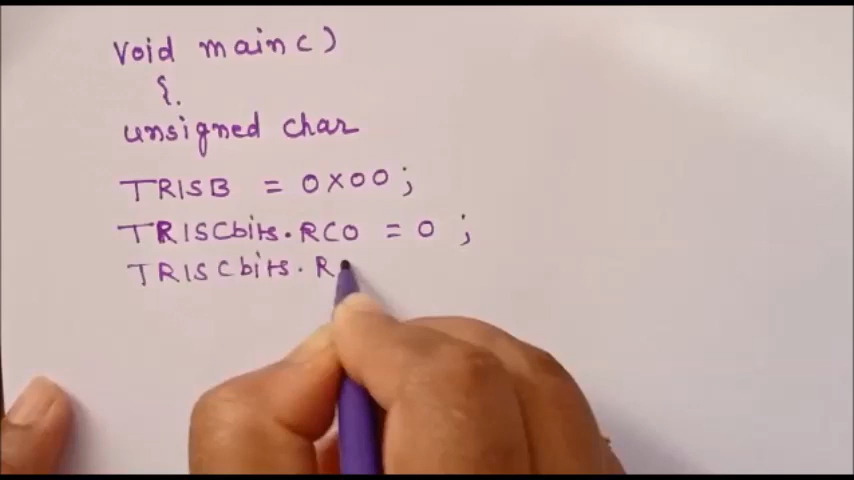 void main()
{.
unsigned char
TRISB = 0X00;
TRISCbits.RC0 = 0 ;
TRISCbits.R